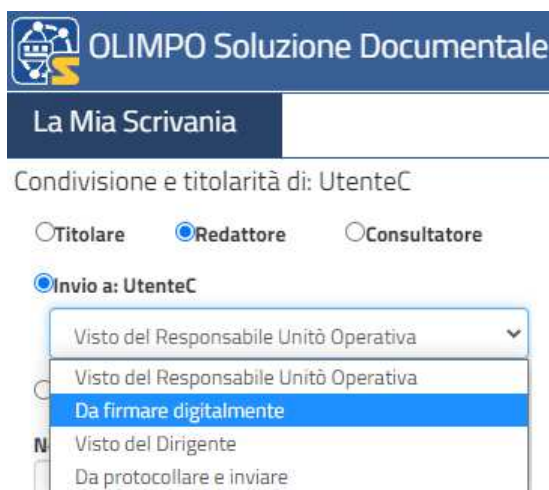 OLIMPO Soluzione Documentale
La Mia Scrivania
Condivisione e titolarità di: UtenteC
Titolare Redattore Consultatore
Invio a: UtenteC
Visto del Responsabile Unitò Operativa
Visto del Responsabile Unitò Operativa
Da firmare digitalmente
Visto del Dirigente
Da protocollare e inviare